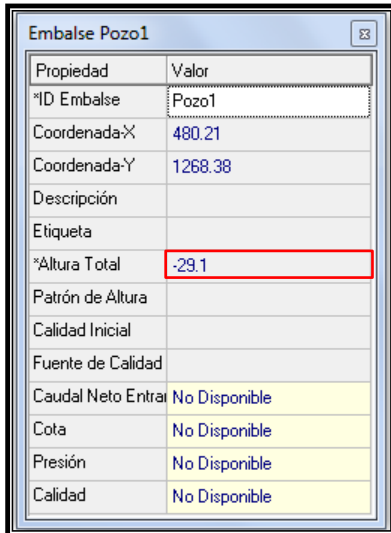 Embalse Pozo1
Propiedad Valor
*ID Embalse Pozo1
Coordenada-X 480.21
Coordenada-Y 1268.38
Descripción
Etiqueta
*Altura Total -29.1
Patrón de Altura
Calidad Inicial
Fuente de Calidad
Caudal Neto Entrar No Disponible
Cota No Disponible
Presión No Disponible
Calidad No Disponible